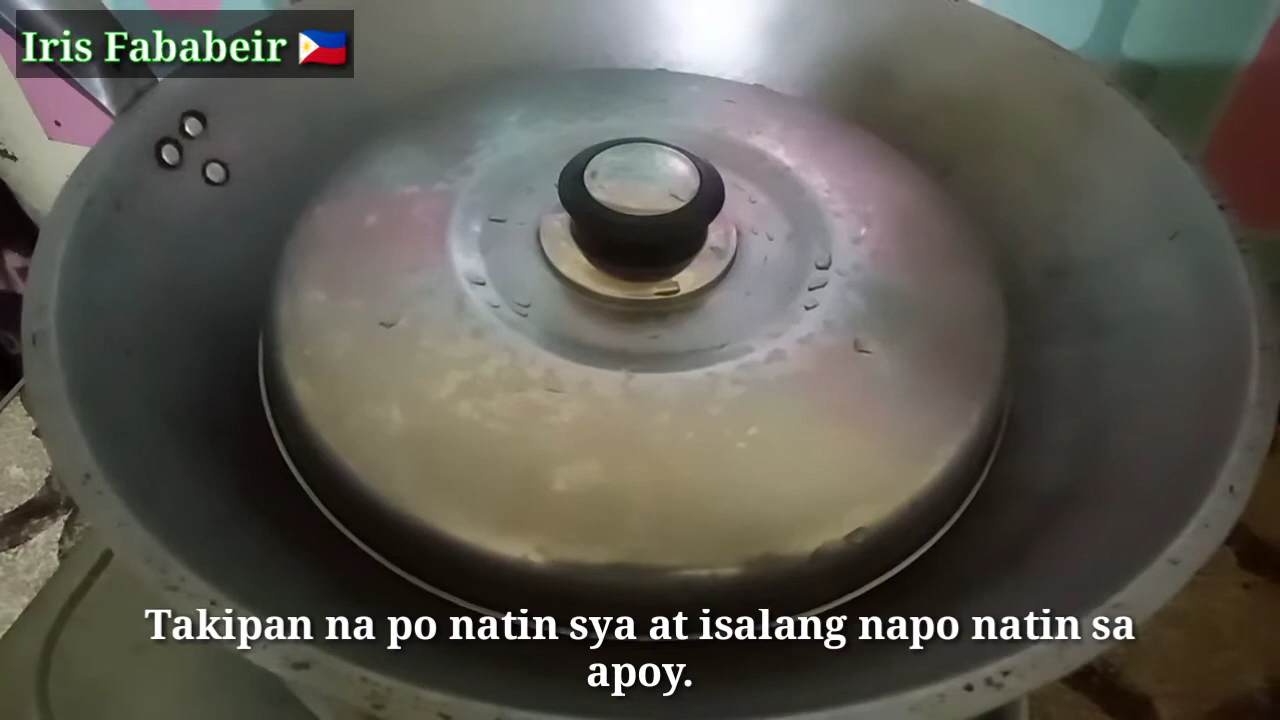 Iris Fababeir 🇵🇭
Takipan na po natin sya at isalang napo natin sa
apoy.